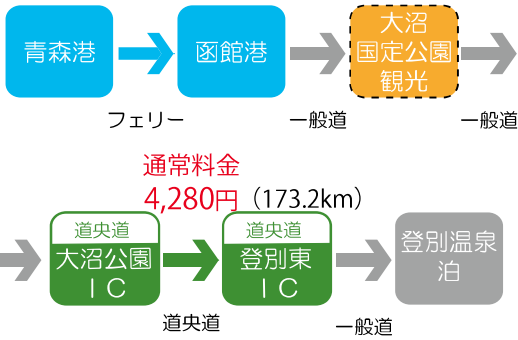 青森港
函館港
大沼
国定公園
観光
フェリー
一般道
一般道
通常料金
4,280円（173.2km）
道央道
大沼公園
IC
道央道
登別東
IC
登別温泉
泊
道央道
一般道